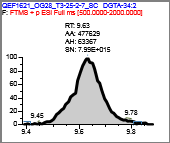 QEF1621_OG28_T3-25-2-7_SC DGTA-34:2
F: FTMS + p ESI Full ms [500.0000-2000.0000]
RT: 9.63
AA: 477629
AH: 63367
SN: 7.99E+015
100
80
60
40
20
0
9.45
9.78
9.4
9.6
9.8